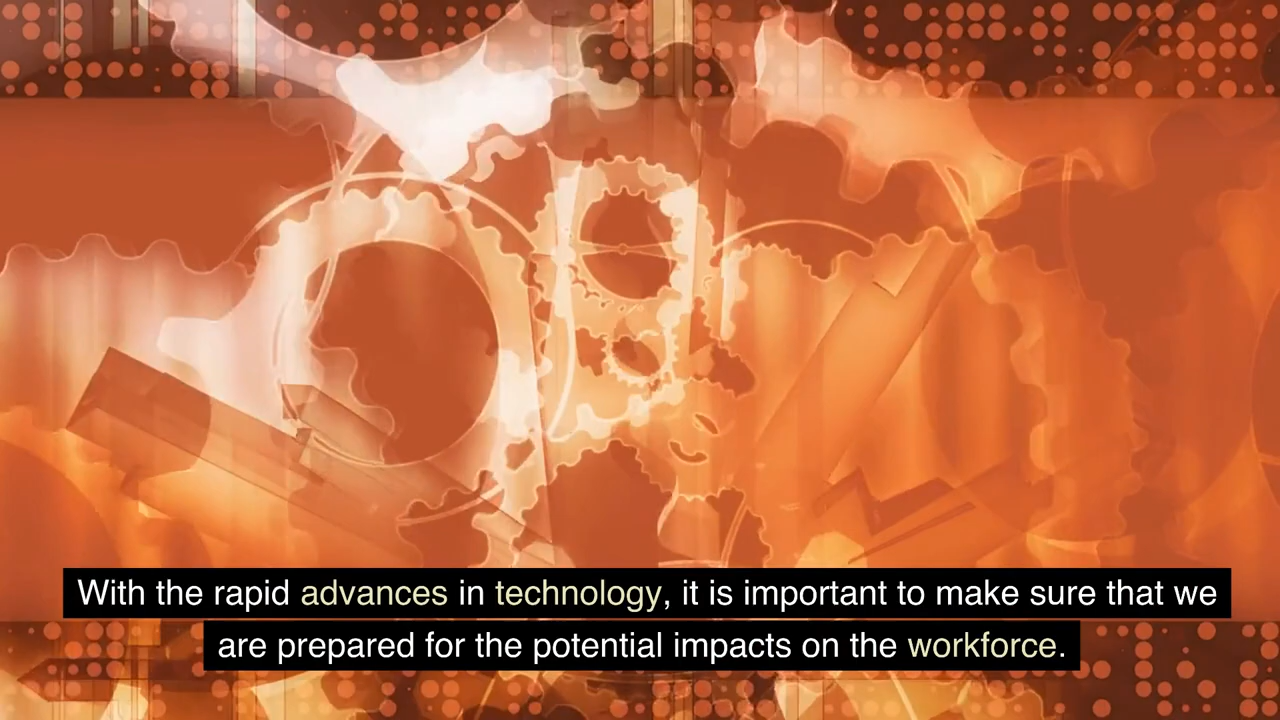 With the rapid advances in technology, it is important to make sure that we
are prepared for the potential impacts on the workforce.